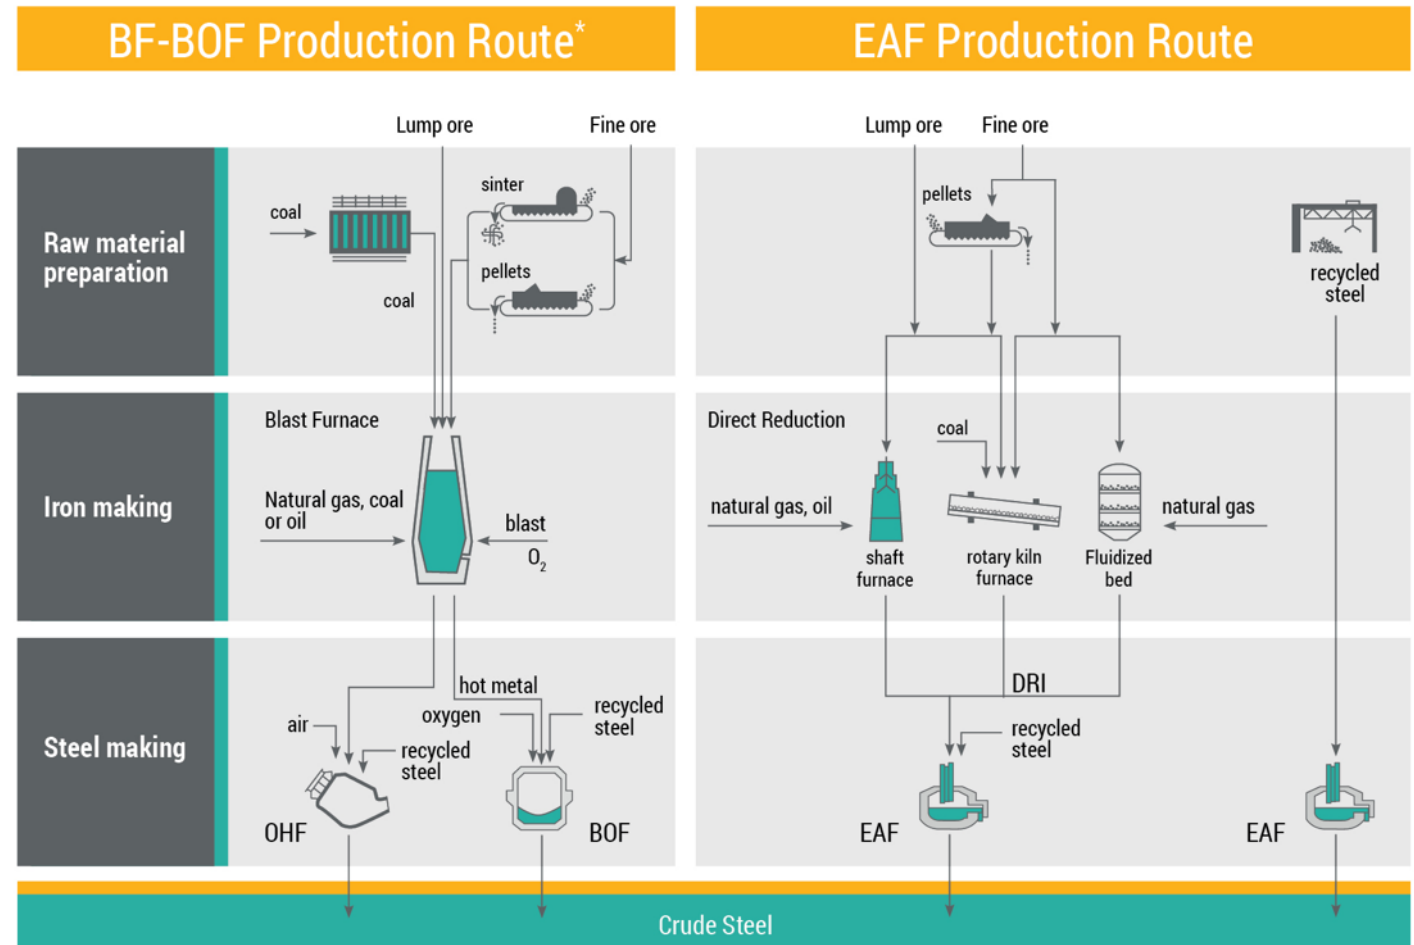 BF-BOF Production Route*
EAF Production Route
Lump ore
Fine ore
Lump ore
Fine ore
Raw material
preparation
coal
coal
sinter
pellets
pellets
recycled
steel
Iron making
Blast Furnace
Natural gas, coal
or oil
blast
O₂
Direct Reduction
coal
natural gas, oil
natural gas
shaft
furnace
rotary kiln
furnace
Fluidized
bed
Steel making
hot metal
air
oxygen
recycled
steel
recycled
steel
OHF
BOF
DRI
recycled
steel
EAF
EAF
Crude Steel